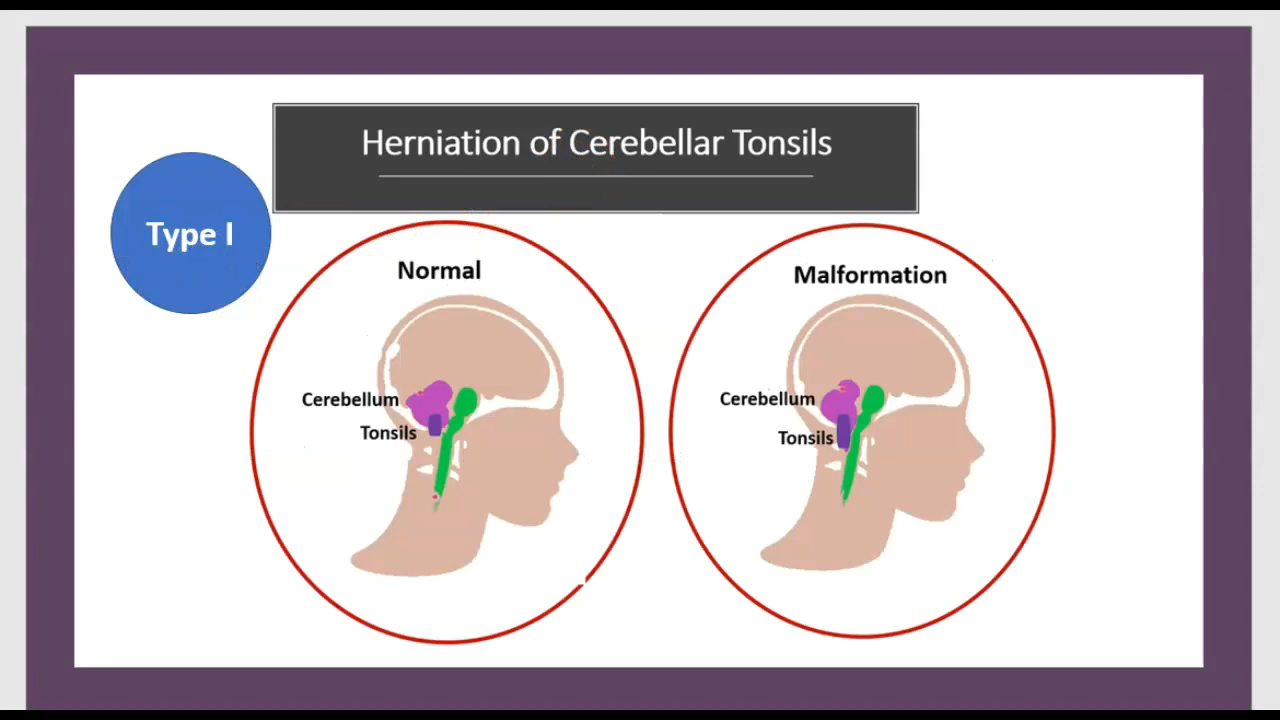 Herniation of Cerebellar Tonsils
Type I
Normal
Cerebellum
Tonsils
Malformation
Cerebellum
Tonsils